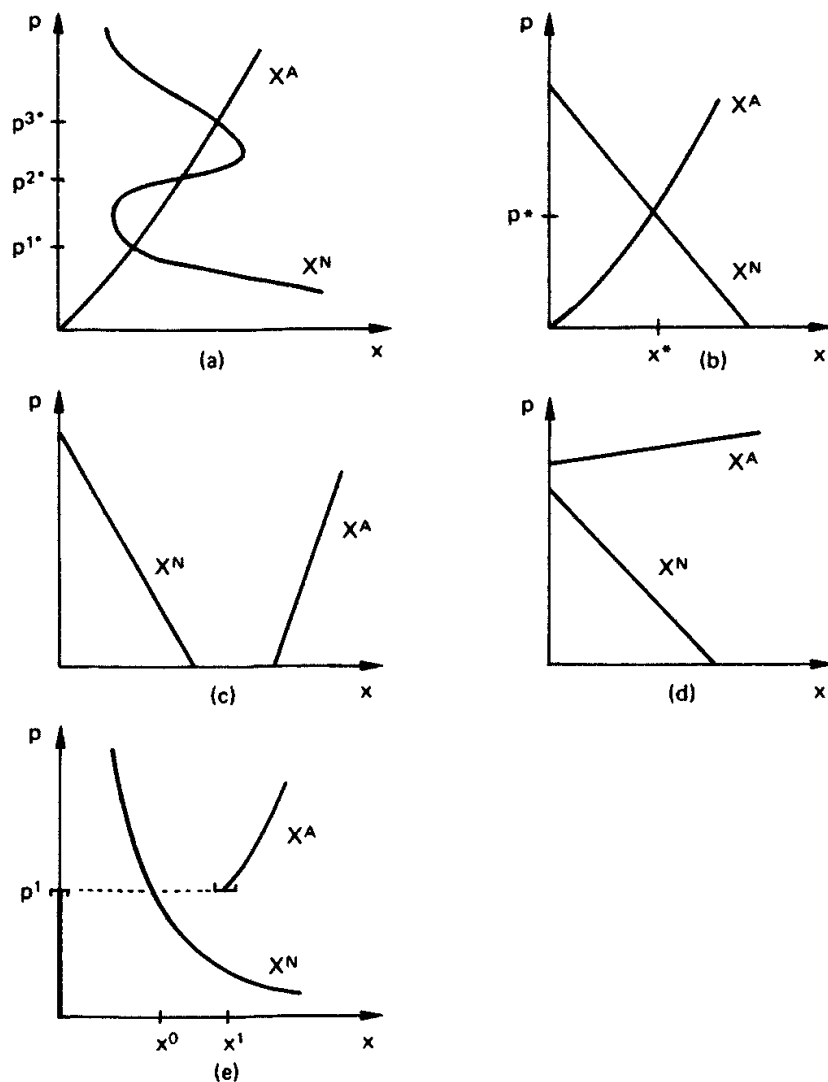 p
X^A
p^3*
p^2*
p^1*
X^N
x
(a)
p
X^A
p*
X^N
x*
x
(b)
p
X^N
X^A
x
(c)
p
X^A
X^N
x
(d)
p
X^A
p^1
X^N
x^0
x^1
x
(e)